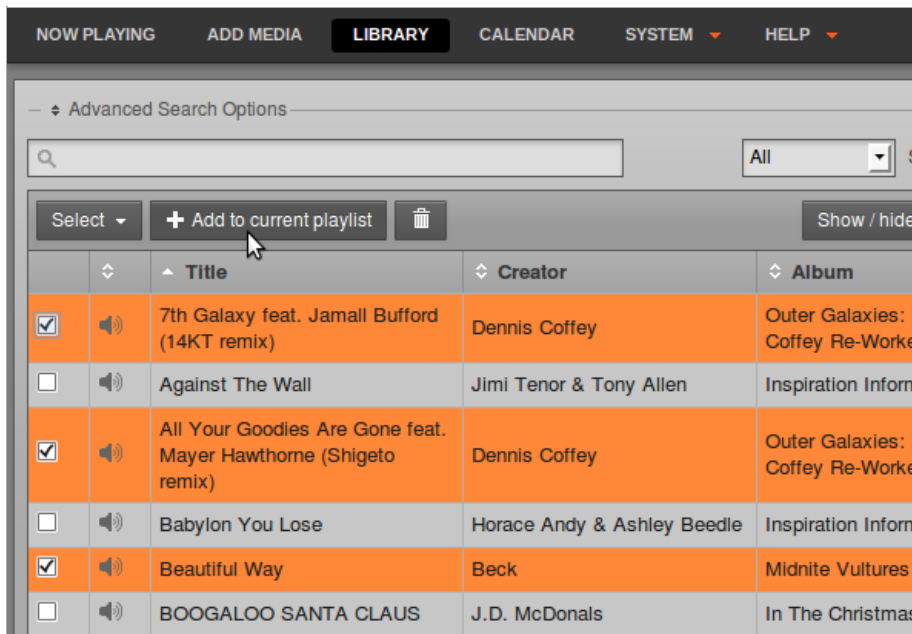 NOW PLAYING ADD MEDIA LIBRARY CALENDAR SYSTEM HELP
Advanced Search Options
All
Select + Add to current playlist Show / hide
Title Creator Album
7th Galaxy feat. Jamall Bufford
(14KT remix)
Dennis Coffey
Outer Galaxies:
Coffey Re-Worke
Against The Wall Jimi Tenor & Tony Allen Inspiration Inforn
All Your Goodies Are Gone feat.
Mayer Hawthorne (Shigeto
remix)
Dennis Coffey
Outer Galaxies:
Coffey Re-Worke
Babylon You Lose Horace Andy & Ashley Beedle Inspiration Inforn
Beautiful Way Beck Midnite Vultures
BOOGALOO SANTA CLAUS J.D. McDonals In The Christmas